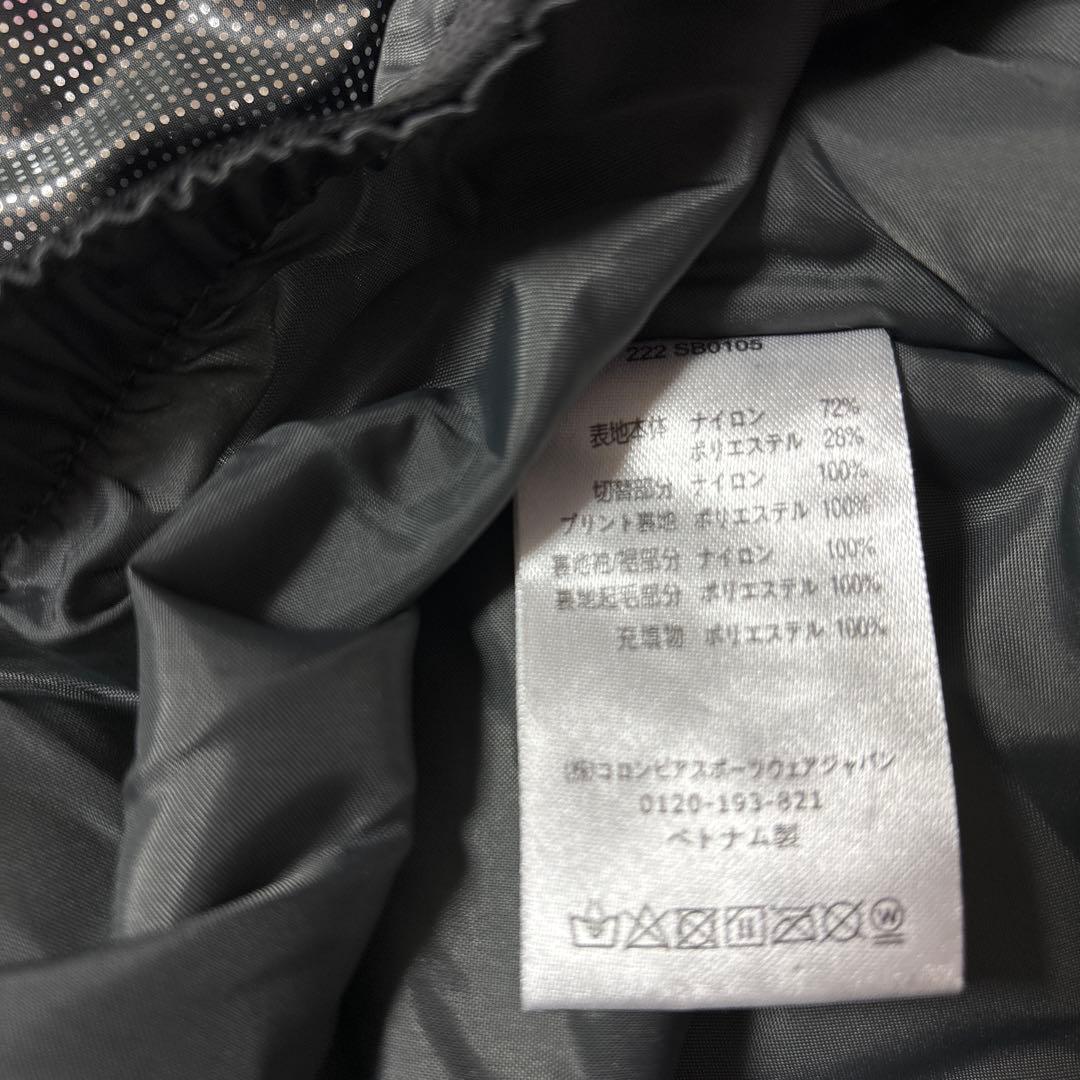 222 SB0105
表地本体 ナイロン 72%
ポリエステル 28%
切替部分 ナイロン 100%
プリント裏地 ポリエステル 100%
裏地袖/裾部分 ナイロン 100%
裏地起毛部分 ポリエステル 100%
充填物 ポリエステル 100%
(株)コロンビアスポーツウェアジャパン
0120-193-821
ベトナム製
W